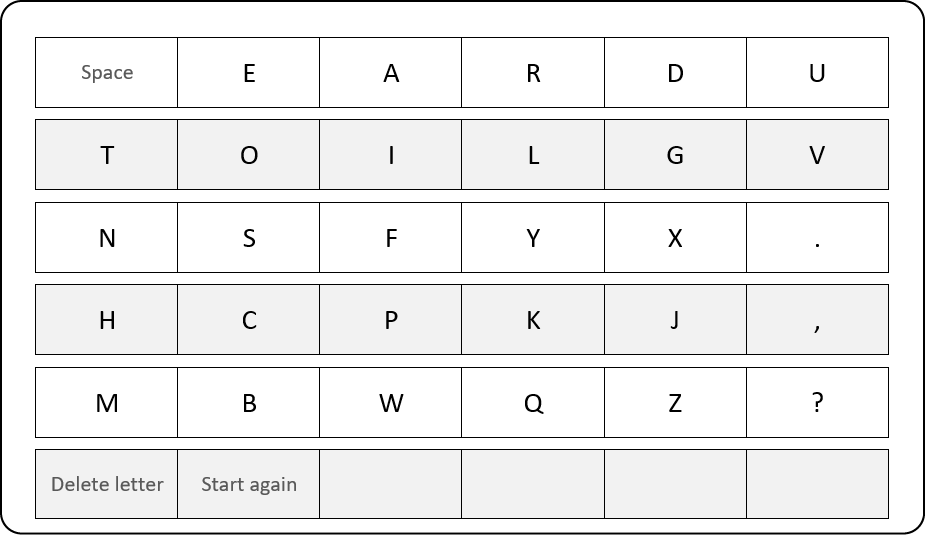 Space E A R D U
T O I L G V
N S F Y X .
H C P K J ,
M B W Q Z ?
Delete letter Start again